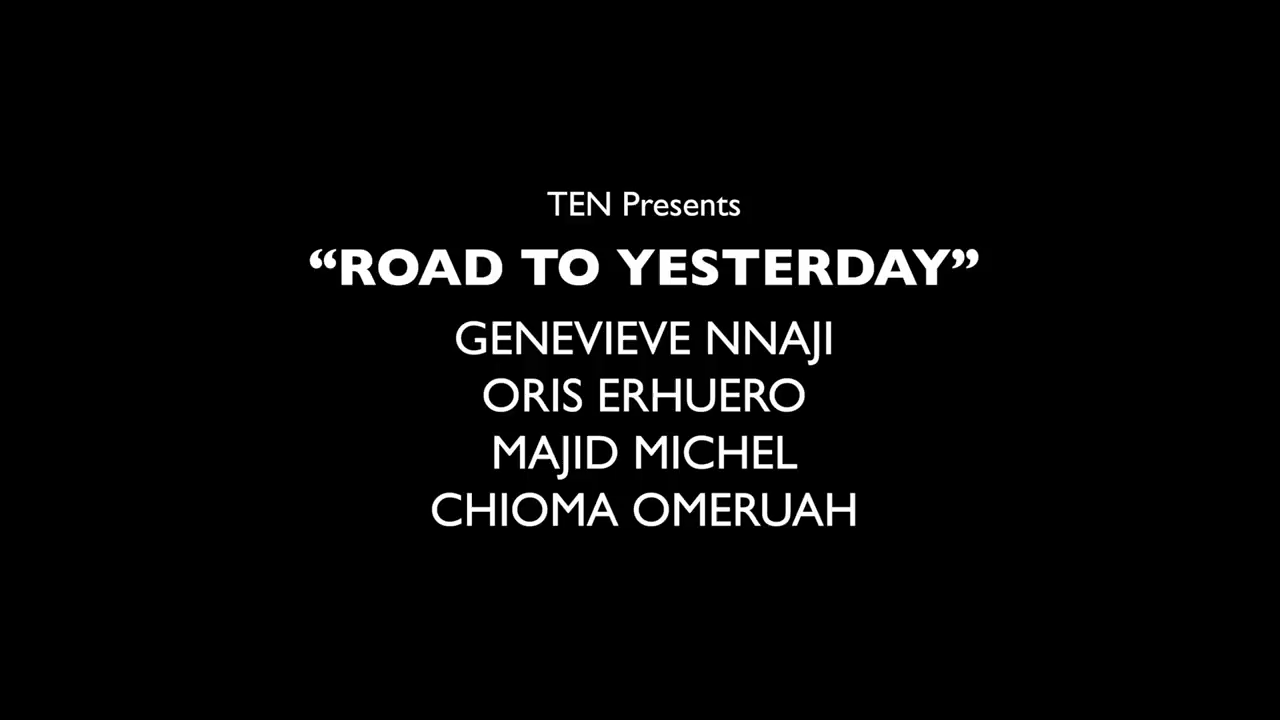 TEN Presents
“ROAD TO YESTERDAY”
GENEVIEVE NNAJI
ORIS ERHUERO
MAJID MICHEL
CHIOMA OMERUAH